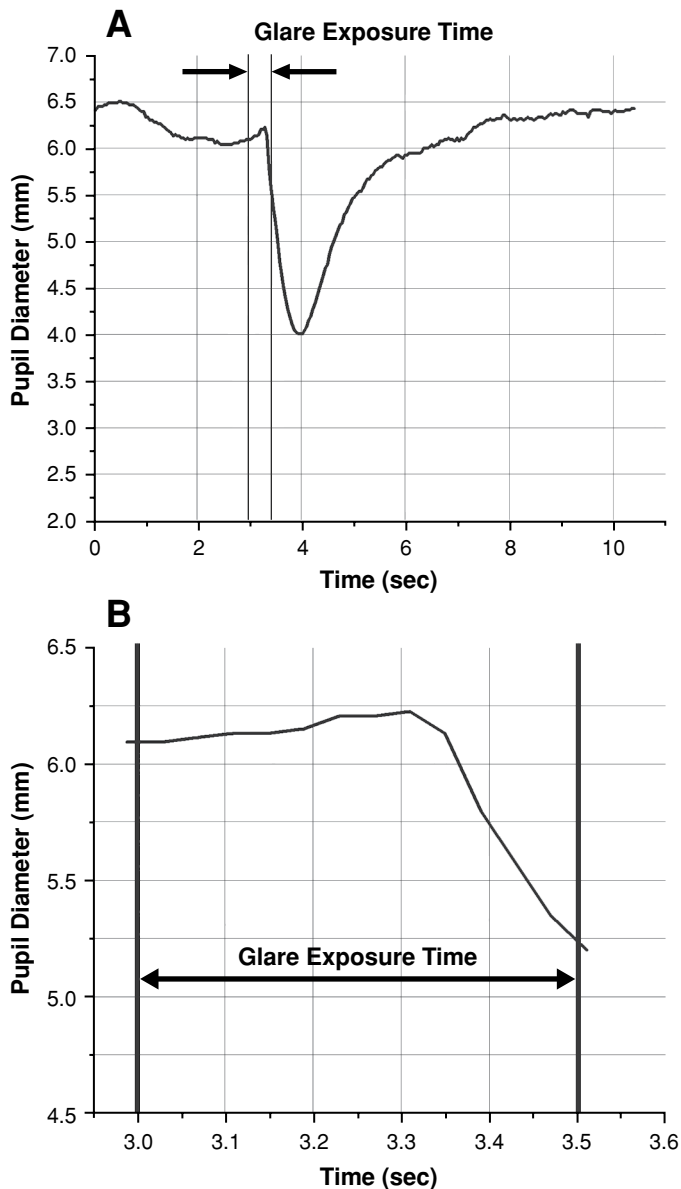 A
Glare Exposure Time
7.0
6.5
6.0
5.5
5.0
4.5
4.0
3.5
3.0
2.5
2.0
Pupil Diameter (mm)
0 2 4 6 8 10
Time (sec)
B
6.5
6.0
5.5
5.0
4.5
Pupil Diameter (mm)
Glare Exposure Time
3.0 3.1 3.2 3.3 3.4 3.5 3.6
Time (sec)